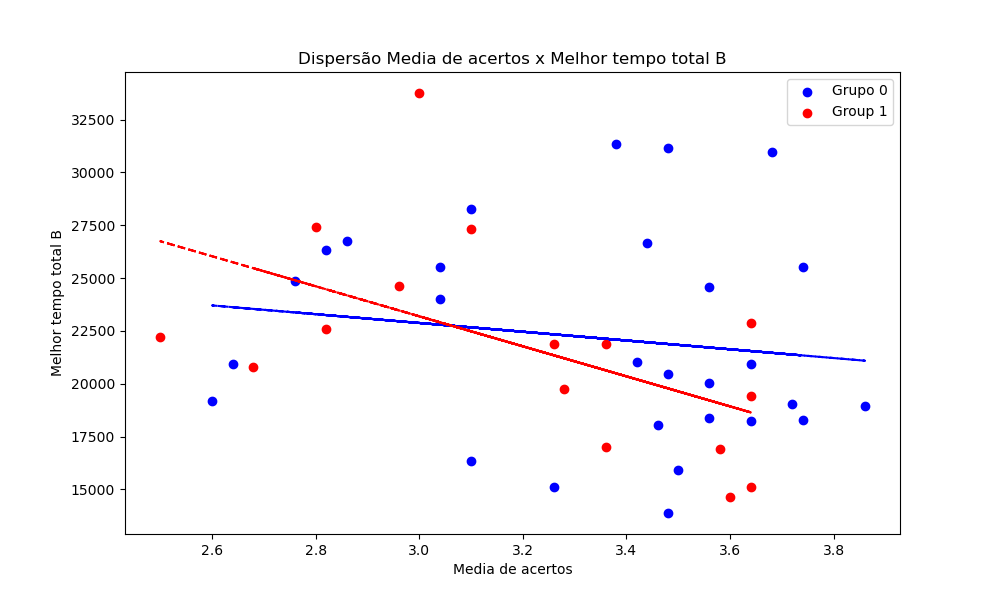 Dispersão Media de acertos x Melhor tempo total B
Grupo 0
Group 1
Melhor tempo total B
32500
30000
27500
25000
22500
20000
17500
15000
2.6 2.8 3.0 3.2 3.4 3.6 3.8
Media de acertos